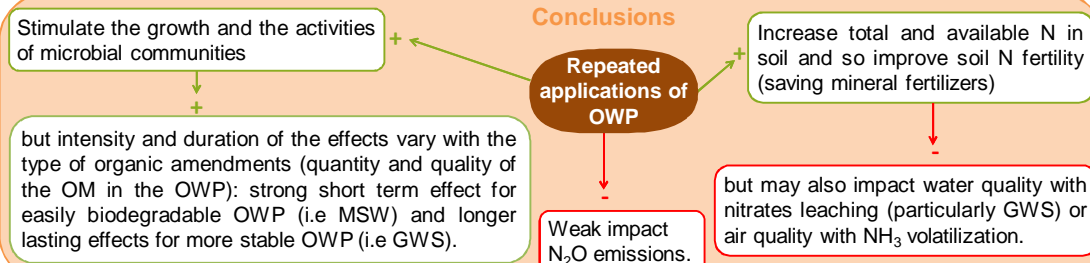 Conclusions
Stimulate the growth and the activities
of microbial communities
+
+
but intensity and duration of the effects vary with the
type of organic amendments (quantity and quality of
the OM in the OWP): strong short term effect for
easily biodegradable OWP (i.e MSW) and longer
lasting effects for more stable OWP (i.e GWS).
Repeated
applications of
OWP
-
Weak impact
N₂O emissions.
+
Increase total and available N in
soil and so improve soil N fertility
(saving mineral fertilizers)
-
but may also impact water quality with
nitrates leaching (particularly GWS) or
air quality with NH₃ volatilization.